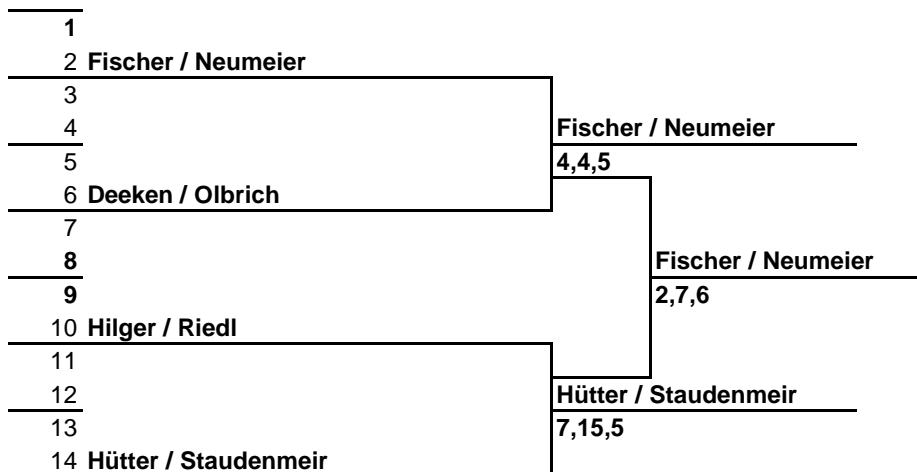 1
2 Fischer / Neumeier
3
4 Fischer / Neumeier
5 4,4,5
6 Deeken / Olbrich
7
8 Fischer / Neumeier
9 2,7,6
10 Hilger / Riedl
11
12 Hütter / Staudenmeir
13 7,15,5
14 Hütter / Staudenmeir